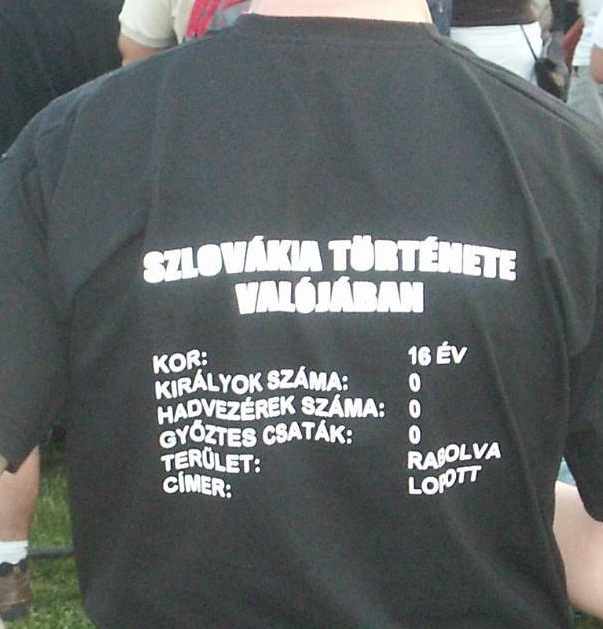 SZLOVÁKIA TÖRTÉNETE
VALÓJÁBAN
KOR: 16 ÉV
KIRÁLYOK SZÁMA: 0
HADVEZÉREK SZÁMA: 0
GYŐZTES CSATÁK: 0
TERÜLET: RABOLVA
CÍMER: LOPOTT